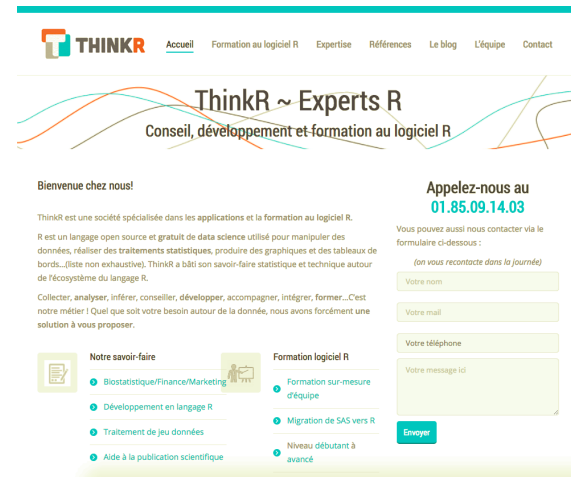 THINKR
Accueil Formation au logiciel R Expertise Références Le blog L'équipe Contact
ThinkR ~ Experts R
Conseil, développement et formation au logiciel R
Bienvenue chez nous!
ThinkR est une société spécialisée dans les applications et la formation au logiciel R.
R est un langage open source et gratuit de data science utilisé pour manipuler des
données, réaliser des traitements statistiques, produire des graphiques et des tableaux de
bords...(liste non exhaustive). ThinkR a bâti son savoir-faire statistique et technique autour
de l'écosystème du langage R.
Collecter, analyser, inférer, conseiller, développer, accompagner, intégrer, former...C'est
notre métier ! Quel que soit votre besoin autour de la donnée, nous avons forcément une
solution à vous proposer.
Notre savoir-faire
Biostatistique/Finance/Marketing
Développement en langage R
Traitement de jeu données
Aide à la publication scientifique
Formation logiciel R
Formation sur-mesure
d'équipe
Migration de SAS vers R
Niveau débutant à
avancé
Appelez-nous au
01.85.09.14.03
Vous pouvez aussi nous contacter via le
formulaire ci-dessous :
(on vous recontacte dans la journée)
Votre nom
Votre mail
Votre téléphone
Votre message ici
Envoyer